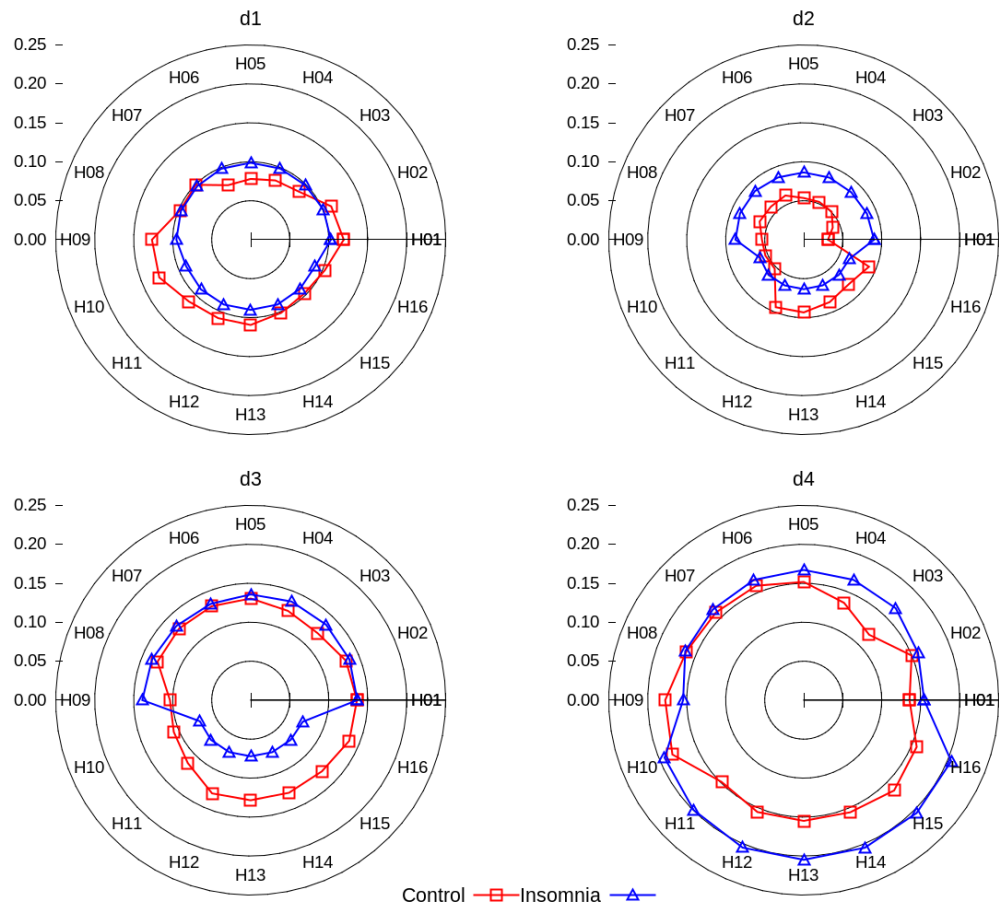 d1
0.25
0.20
0.15
0.10
0.05
0.00
H05
H06
H04
H07
H03
H08
H02
H09
H01
H10
H16
H11
H15
H12
H14
H13
d2
0.25
0.20
0.15
0.10
0.05
0.00
H05
H06
H04
H07
H03
H08
H02
H09
H01
H10
H16
H11
H15
H12
H14
H13
d3
0.25
0.20
0.15
0.10
0.05
0.00
H05
H06
H04
H07
H03
H08
H02
H09
H01
H10
H16
H11
H15
H12
H14
H13
d4
0.25
0.20
0.15
0.10
0.05
0.00
H05
H06
H04
H07
H03
H08
H02
H09
H01
H10
H16
H11
H15
H12
H14
H13
Control Insomnia